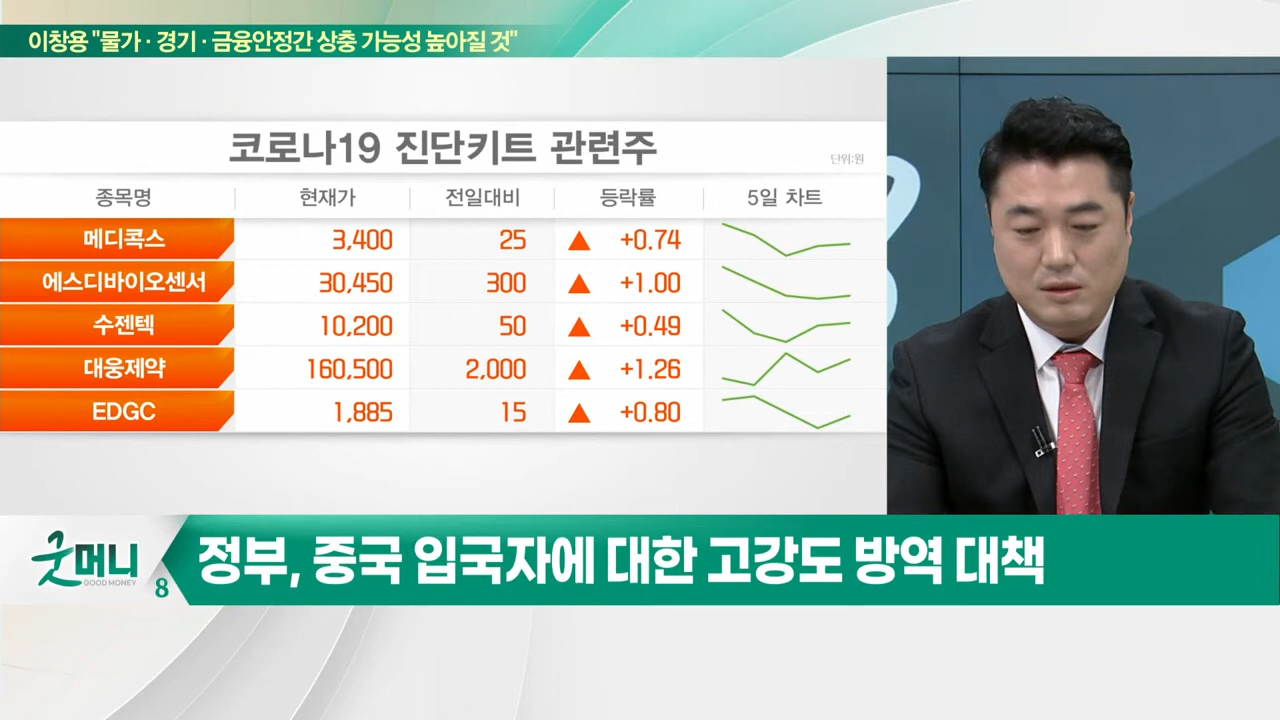 이창용 "물가·경기·금융안정간 상충 가능성 높아질 것"
코로나19 진단키트 관련주
단위:원
종목명 현재가 전일대비 등락률 5일 차트
메디콕스 3,400 25 ▲ +0.74
에스디바이오센서 30,450 300 ▲ +1.00
수젠텍 10,200 50 ▲ +0.49
대웅제약 160,500 2,000 ▲ +1.26
EDGC 1,885 15 ▲ +0.80
굿머니
GOOD MONEY
8
정부, 중국 입국자에 대한 고강도 방역 대책